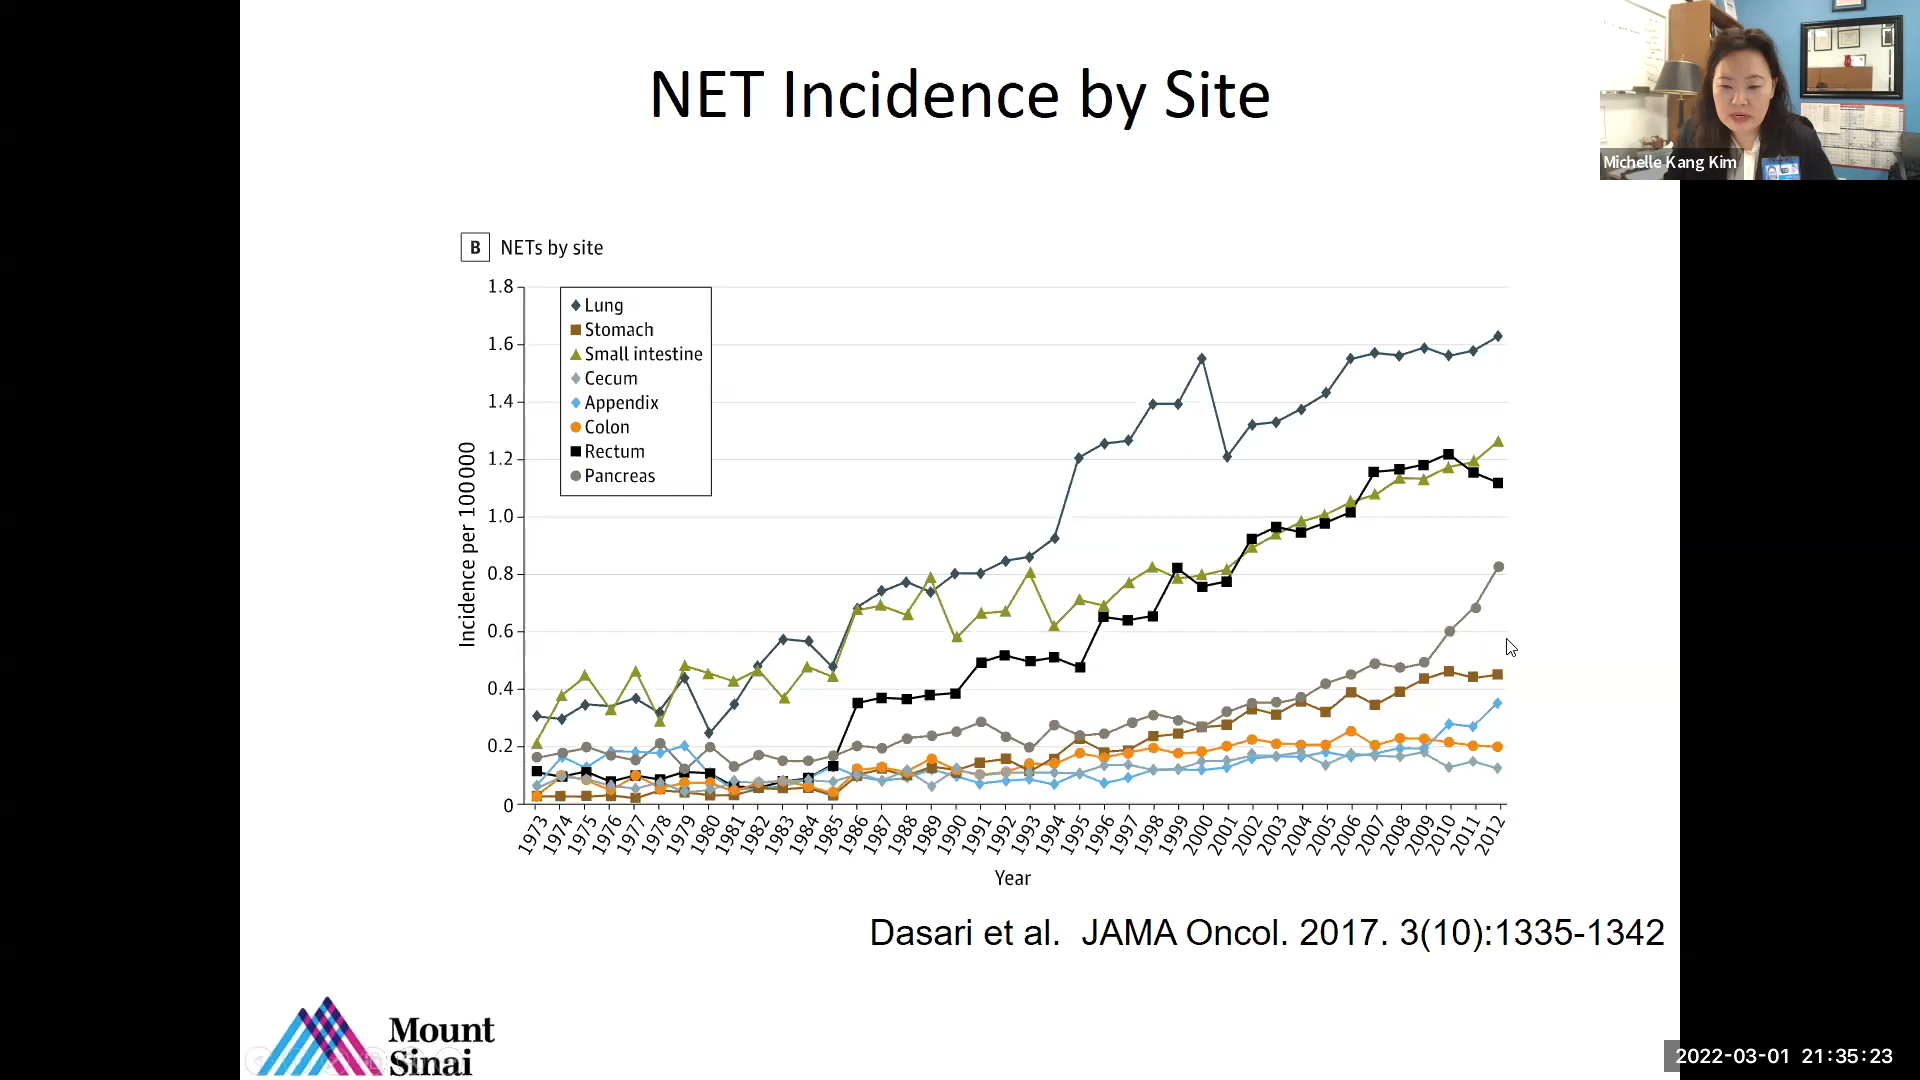 NET Incidence by Site
Michelle Kang Kim
B NETs by site
1.8
1.6
1.4
1.2
1.0
0.8
0.6
0.4
0.2
0
Incidence per 100 000
Lung
Stomach
Small intestine
Cecum
Appendix
Colon
Rectum
Pancreas
1973 1974 1975 1976 1977 1978 1979 1980 1981 1982 1983 1984 1985 1986 1987 1988 1989 1990 1991 1992 1993 1994 1995 1996 1997 1998 1999 2000 2001 2002 2003 2004 2005 2006 2007 2008 2009 2010 2011 2012
Year
Dasari et al. JAMA Oncol. 2017. 3(10):1335-1342
Mount
Sinai
2022-03-01 21:35:23